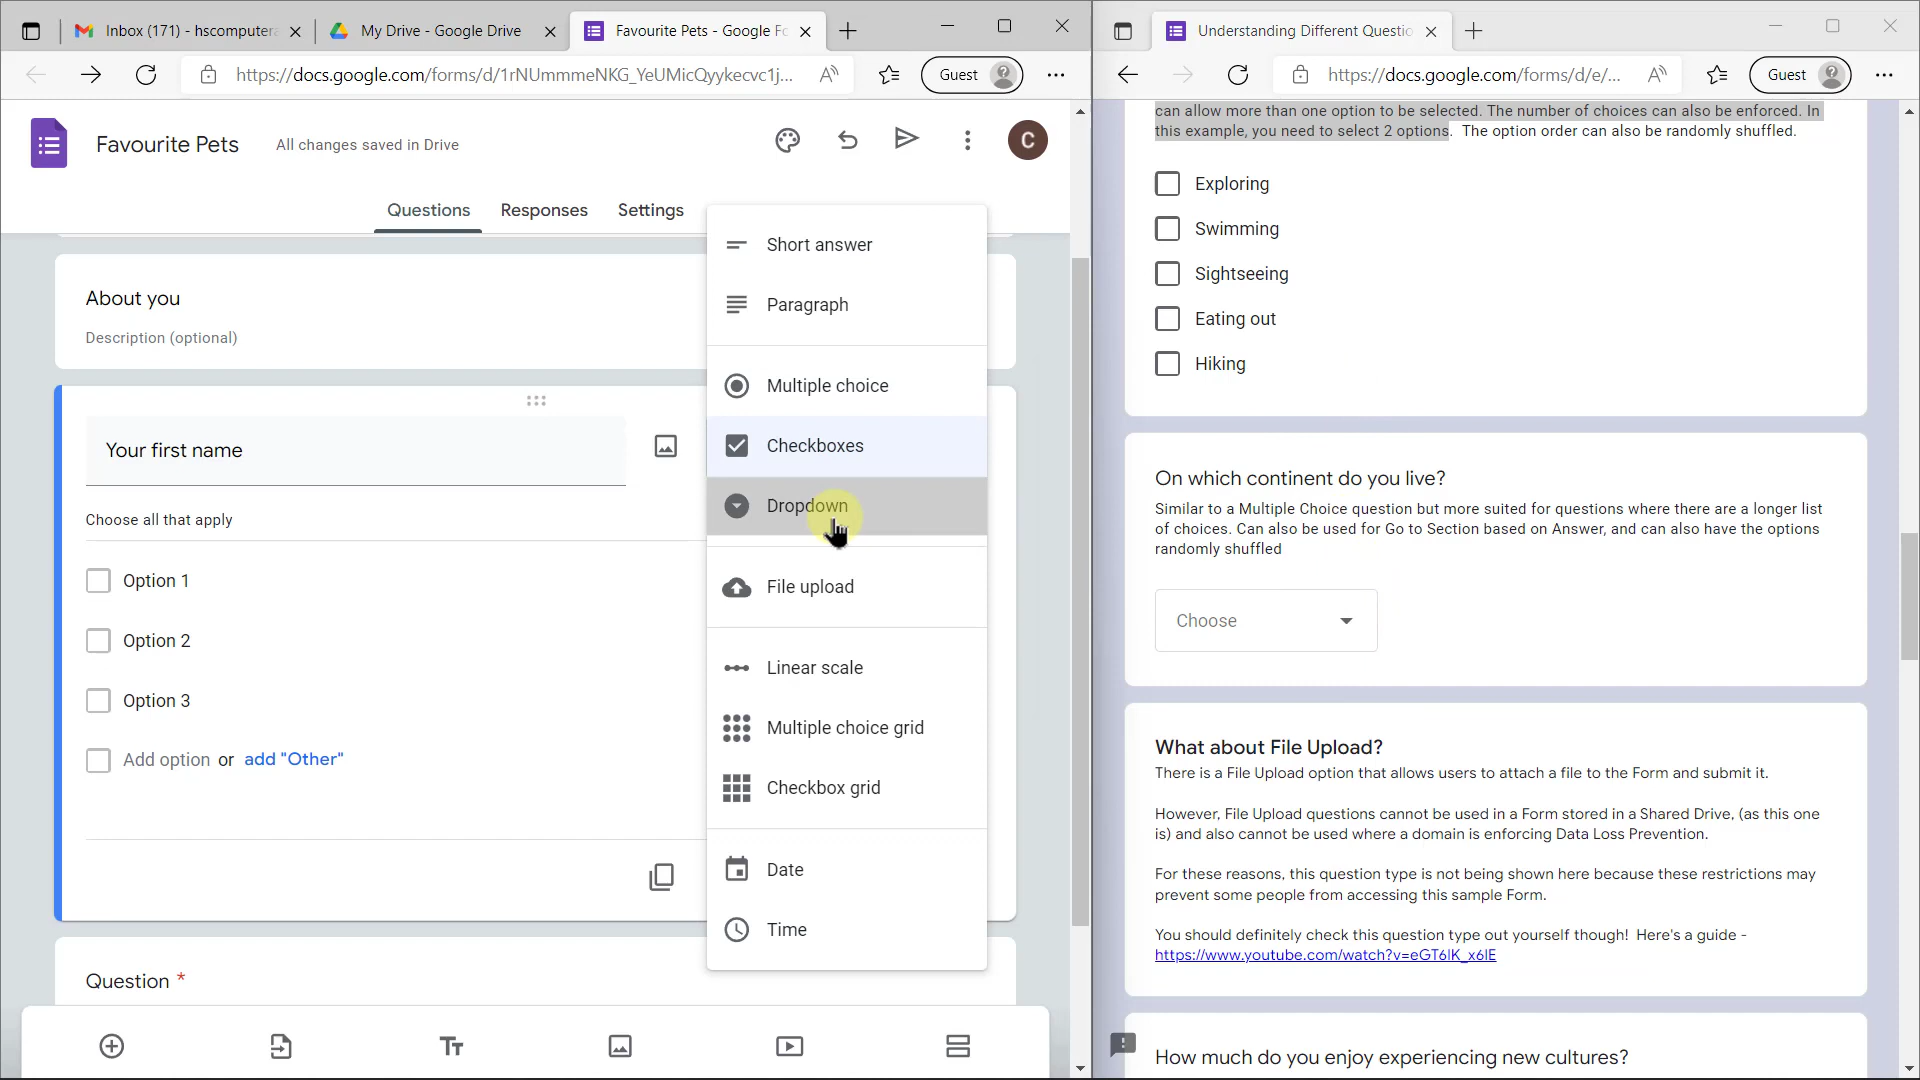 Inbox (171) - hscomputer
My Drive - Google Drive
Favourite Pets - Google Fo
https://docs.google.com/forms/d/1rNUmmmeNKG_YeUMicQyykecvc1j...
Guest
Favourite Pets
All changes saved in Drive
C
Questions
Responses
Settings
About you
Description (optional)
Your first name
Choose all that apply
Option 1
Option 2
Option 3
Add option or add "Other"
Question *
Short answer
Paragraph
Multiple choice
Checkboxes
Dropdown
File upload
Linear scale
Multiple choice grid
Checkbox grid
Date
Time
Understanding Different Questio
https://docs.google.com/forms/d/e/...
Guest
can allow more than one option to be selected. The number of choices can also be enforced. In
this example, you need to select 2 options. The option order can also be randomly shuffled.
Exploring
Swimming
Sightseeing
Eating out
Hiking
On which continent do you live?
Similar to a Multiple Choice question but more suited for questions where there are a longer list
of choices. Can also be used for Go to Section based on Answer, and can also have the options
randomly shuffled
Choose
What about File Upload?
There is a File Upload option that allows users to attach a file to the Form and submit it.
However, File Upload questions cannot be used in a Form stored in a Shared Drive, (as this one
is) and also cannot be used where a domain is enforcing Data Loss Prevention.
For these reasons, this question type is not being shown here because these restrictions may
prevent some people from accessing this sample Form.
You should definitely check this question type out yourself though! Here's a guide -
https://www.youtube.com/watch?v=eGT6lK_x6lE
How much do you enjoy experiencing new cultures?